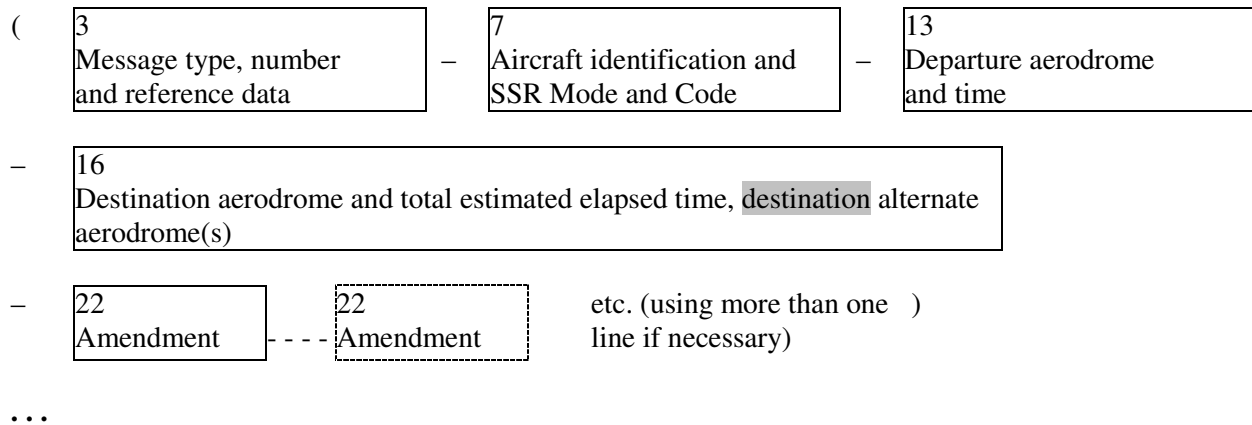 ( 3 7 13
Message type, number – Aircraft identification and – Departure aerodrome
and reference data SSR Mode and Code and time
– 16
Destination aerodrome and total estimated elapsed time, destination alternate
aerodrome(s)
– 22 22 etc. (using more than one )
Amendment - - - - Amendment line if necessary)
. . .